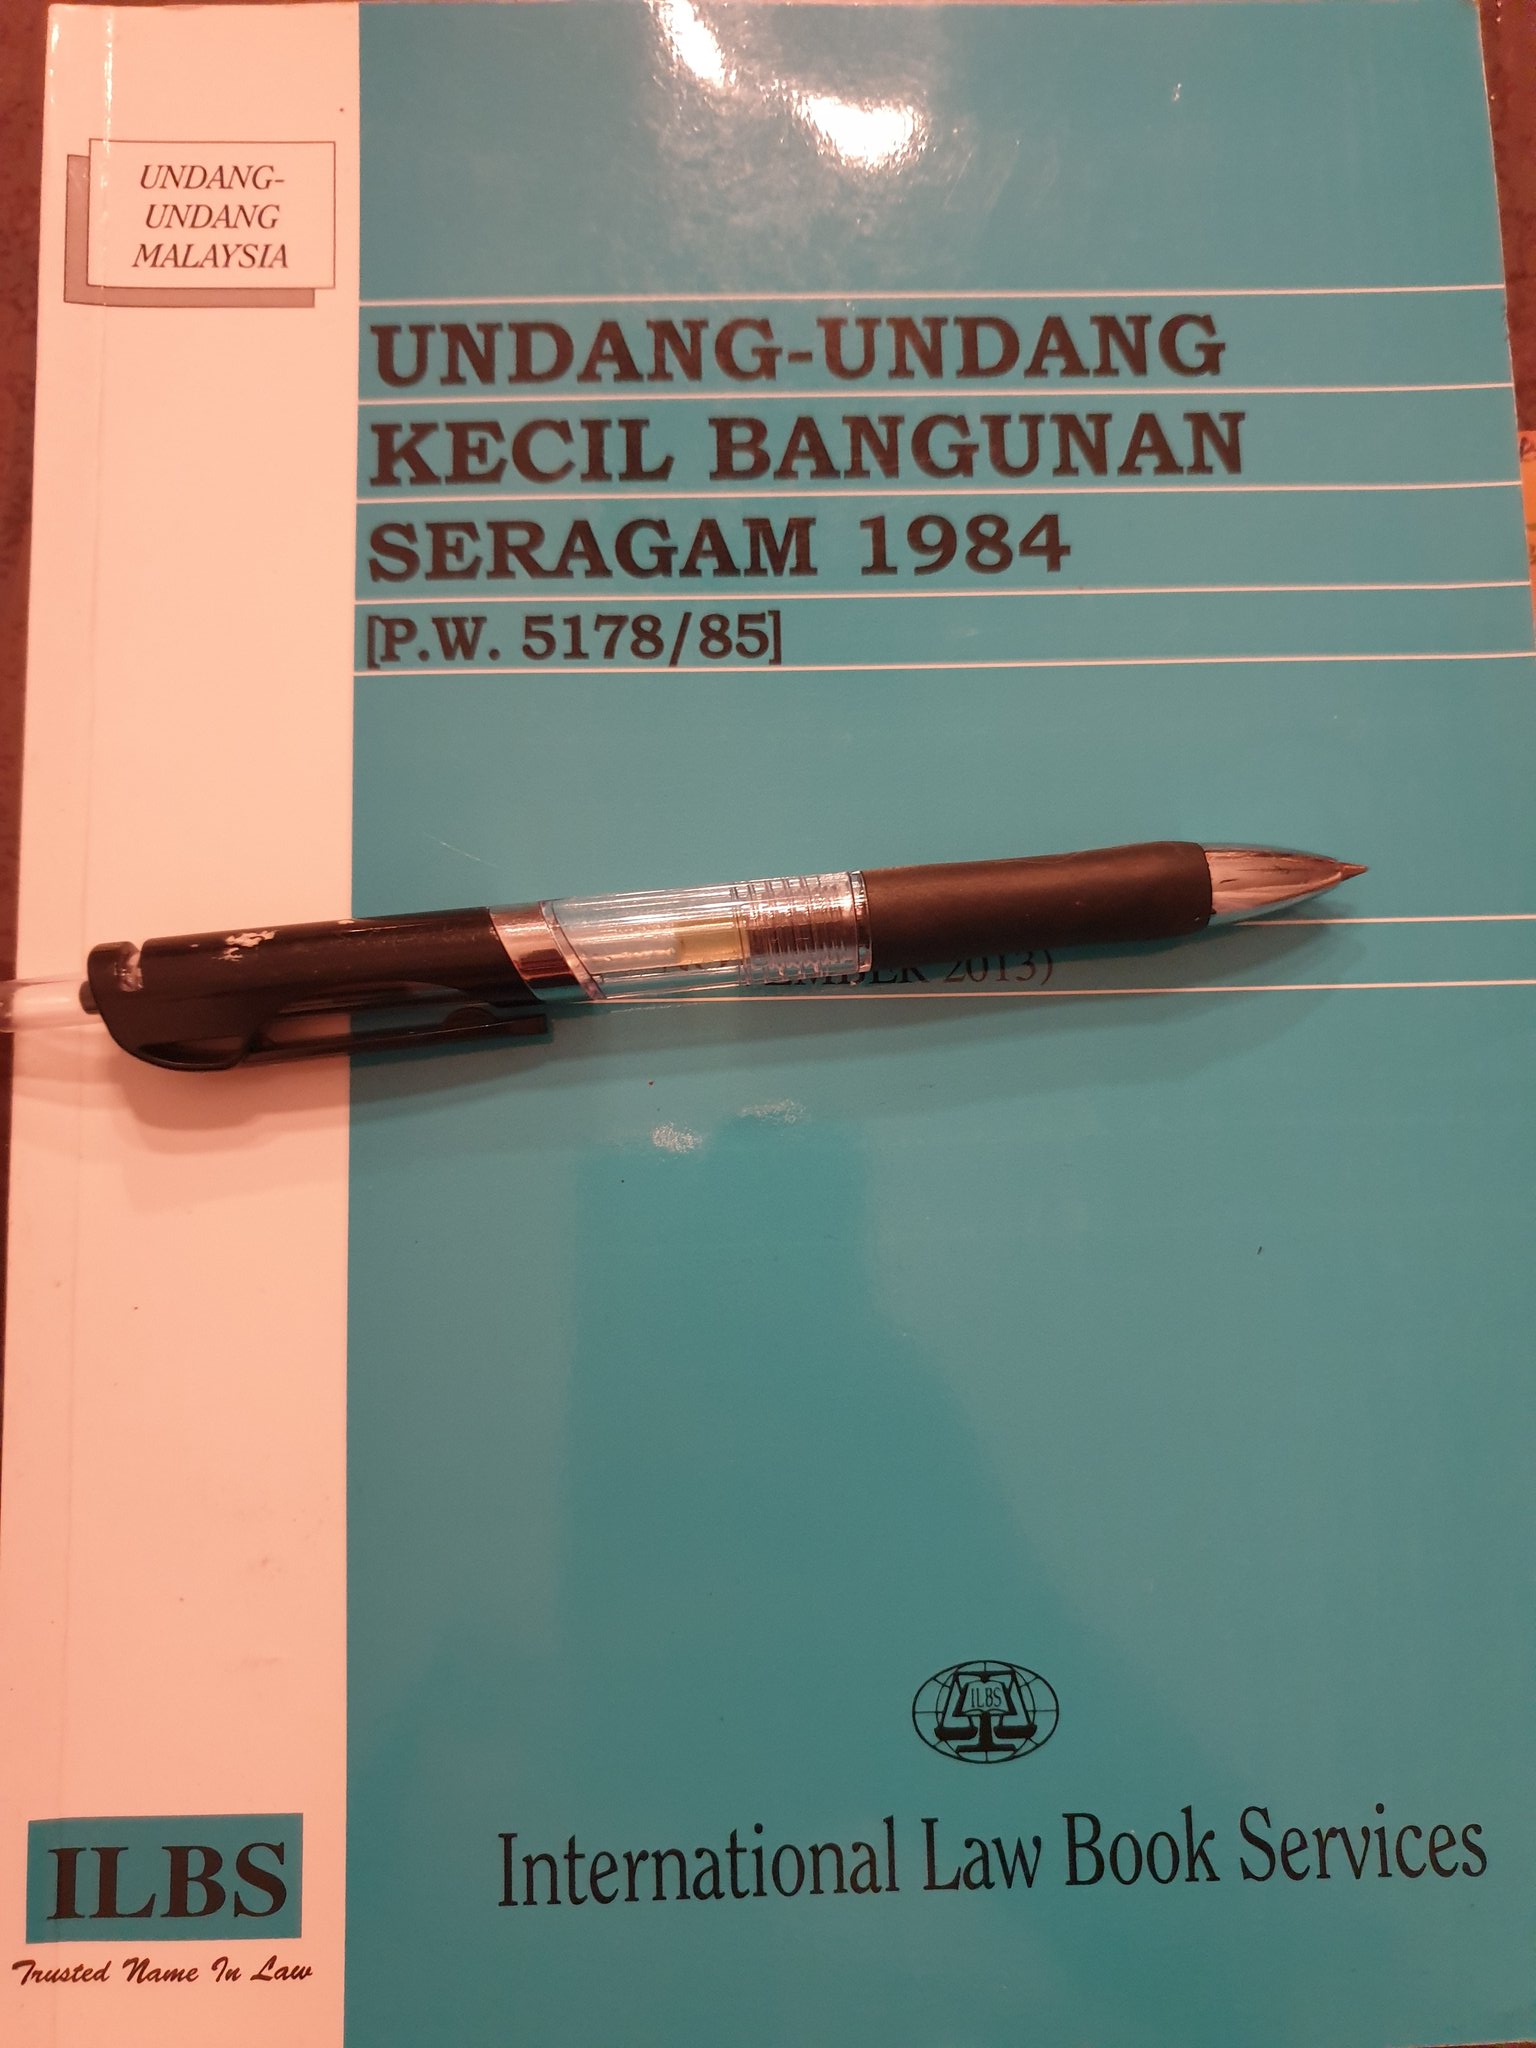 UNDANG-
UNDANG
MALAYSIA
UNDANG-UNDANG
KECIL BANGUNAN
SERAGAM 1984
[P.W. 5178/85]
2013)
ILBS
International Law Book Services
ILBS
Trusted Name In Law